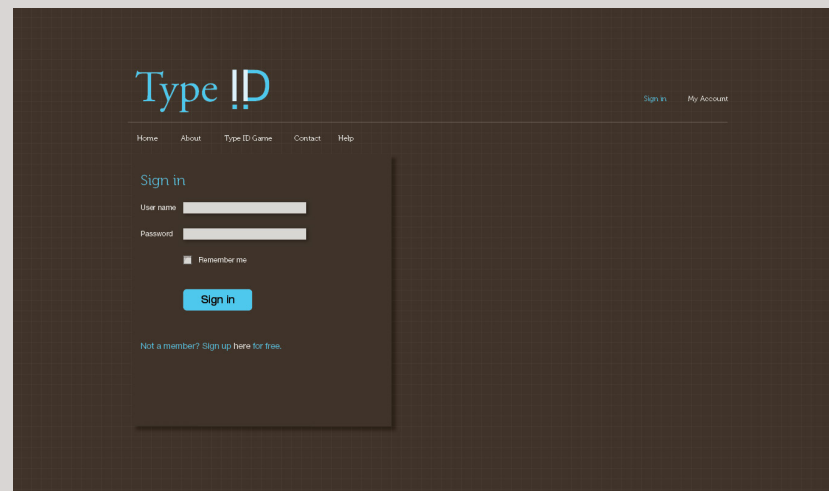 Type !D
Sign in My Account
Home About Type ID Game Contact Help
Sign in
User name
Password
Remember me
Sign in
Not a member? Sign up here for free.